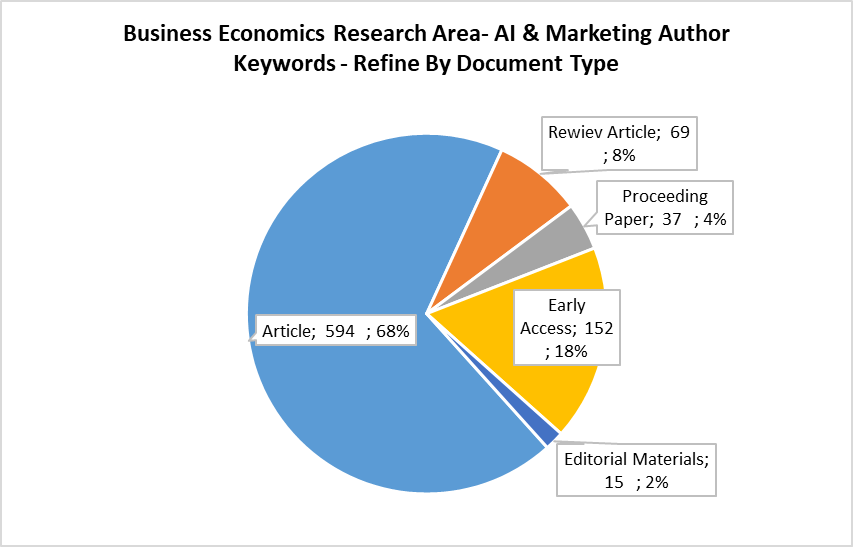 Business Economics Research Area- AI & Marketing Author
Keywords - Refine By Document Type
Rewiev Article; 69
; 8%
Proceeding
Paper; 37 ; 4%
Early
Access; 152
; 18%
Article; 594 ; 68%
Editorial Materials;
15 ; 2%